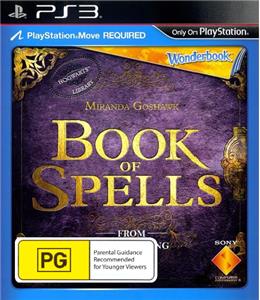 PS3
PlayStation®Move REQUIRED
Only On PlayStation®
Wonderbook
HOGWARTS
LIBRARY
MIRANDA GOSHAWK
BOOK
OF
SPELLS
FROM
PG
Parental Guidance
Recommended
for Younger Viewers
SONY